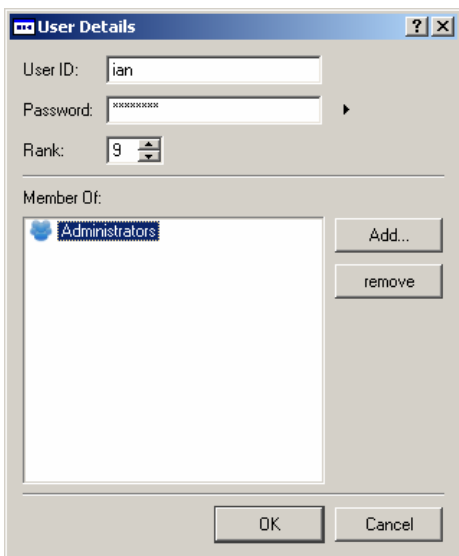 User Details
User ID: ian
Password: ********
Rank: 9
Member Of:
Administrators
Add...
remove
OK Cancel